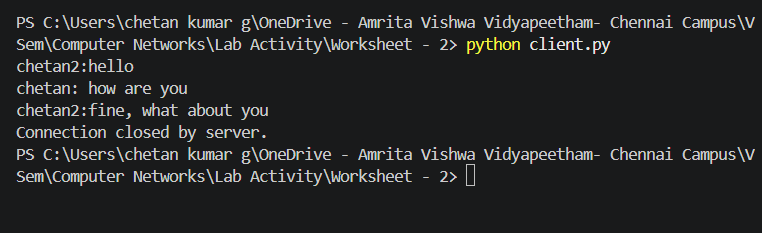 PS C:\Users\chetan kumar g\OneDrive - Amrita Vishwa Vidyapeetham- Chennai Campus\V
Sem\Computer Networks\Lab Activity\Worksheet - 2> python client.py
chetan2:hello
chetan: how are you
chetan2:fine, what about you
Connection closed by server.
PS C:\Users\chetan kumar g\OneDrive - Amrita Vishwa Vidyapeetham- Chennai Campus\V
Sem\Computer Networks\Lab Activity\Worksheet - 2>